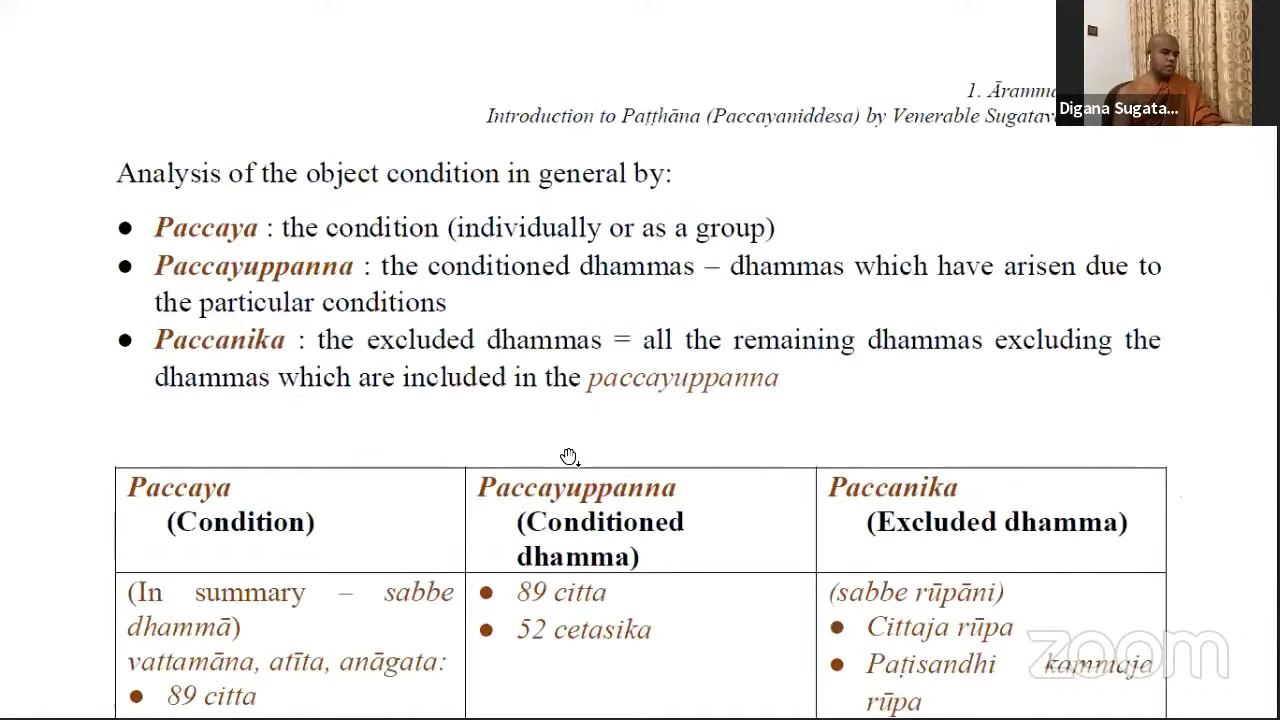 1. Āramma
Introduction to Paṭṭhāna (Paccayaniddesa) by Venerable Sugatava
Digana Sugata...
Analysis of the object condition in general by:
● Paccaya : the condition (individually or as a group)
● Paccayuppanna : the conditioned dhammas – dhammas which have arisen due to
the particular conditions
● Paccanika : the excluded dhammas = all the remaining dhammas excluding the
dhammas which are included in the paccayuppanna
Paccaya
(Condition)
Paccayuppanna
(Conditioned
dhamma)
Paccanika
(Excluded dhamma)
(In summary – sabbe
dhammā)
vattamāna, atīta, anāgata:
● 89 citta
● 89 citta
● 52 cetasika
(sabbe rūpāni)
● Cittaja rūpa
● Paṭisandhi kammaja
rūpa
zoom